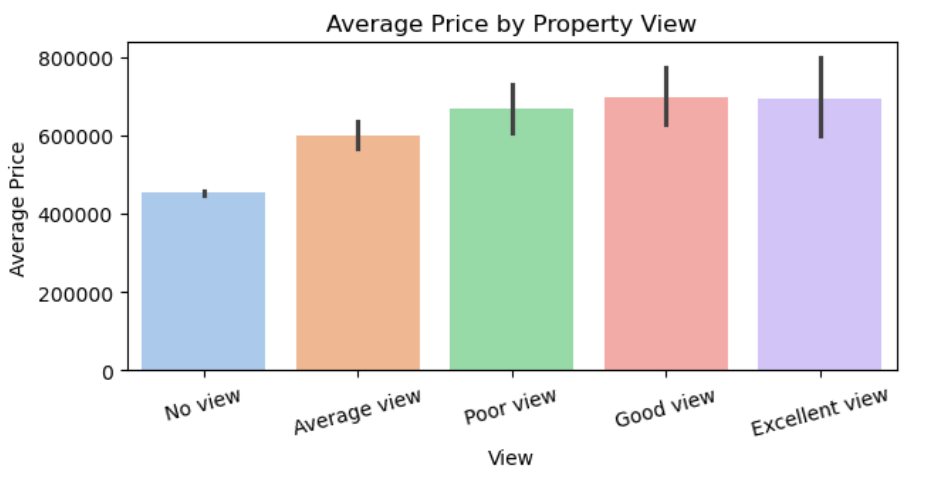 Average Price by Property View
Average Price
800000
600000
400000
200000
0
No view
Average view
Poor view
Good view
Excellent view
View